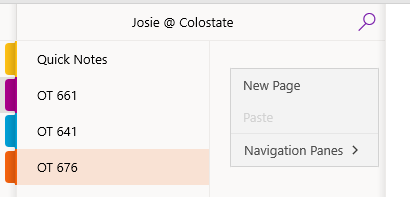 Josie @ Colostate
Quick Notes
OT 661
OT 641
OT 676
New Page
Paste
Navigation Panes